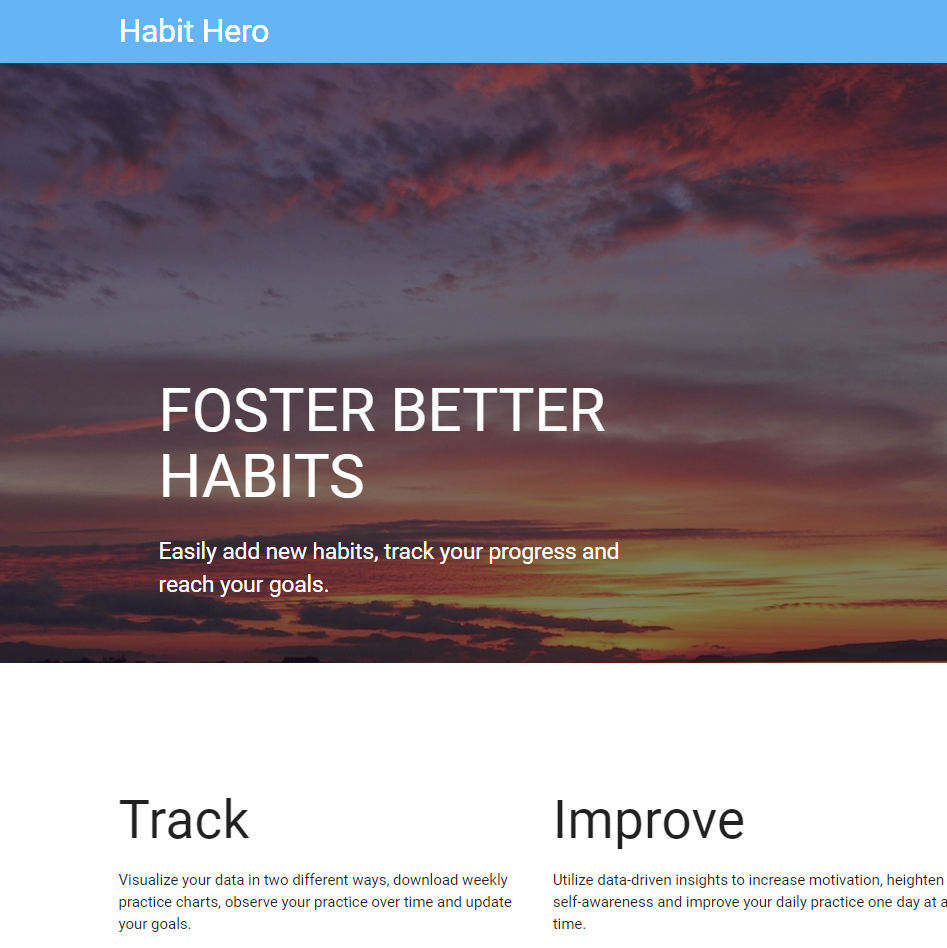 Habit Hero
FOSTER BETTER
HABITS
Easily add new habits, track your progress and
reach your goals.
Track
Visualize your data in two different ways, download weekly
practice charts, observe your practice over time and update
your goals.
Improve
Utilize data-driven insights to increase motivation, heighten
self-awareness and improve your daily practice one day at a
time.